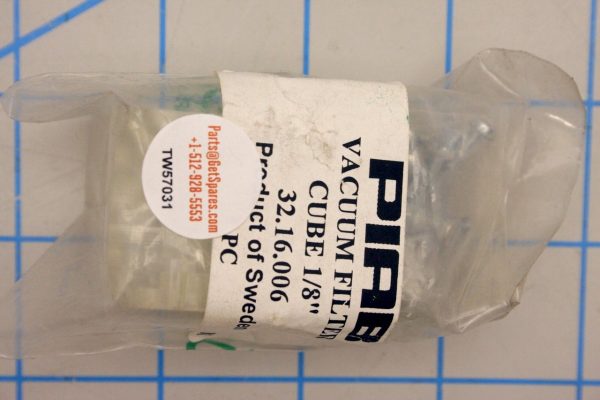 PIAB
VACUUM FILTER
CUBE 1/8"
32.16.006
Product of Swede
PC
Parts@GetSpares.com
+1-512-928-5553
TW57031